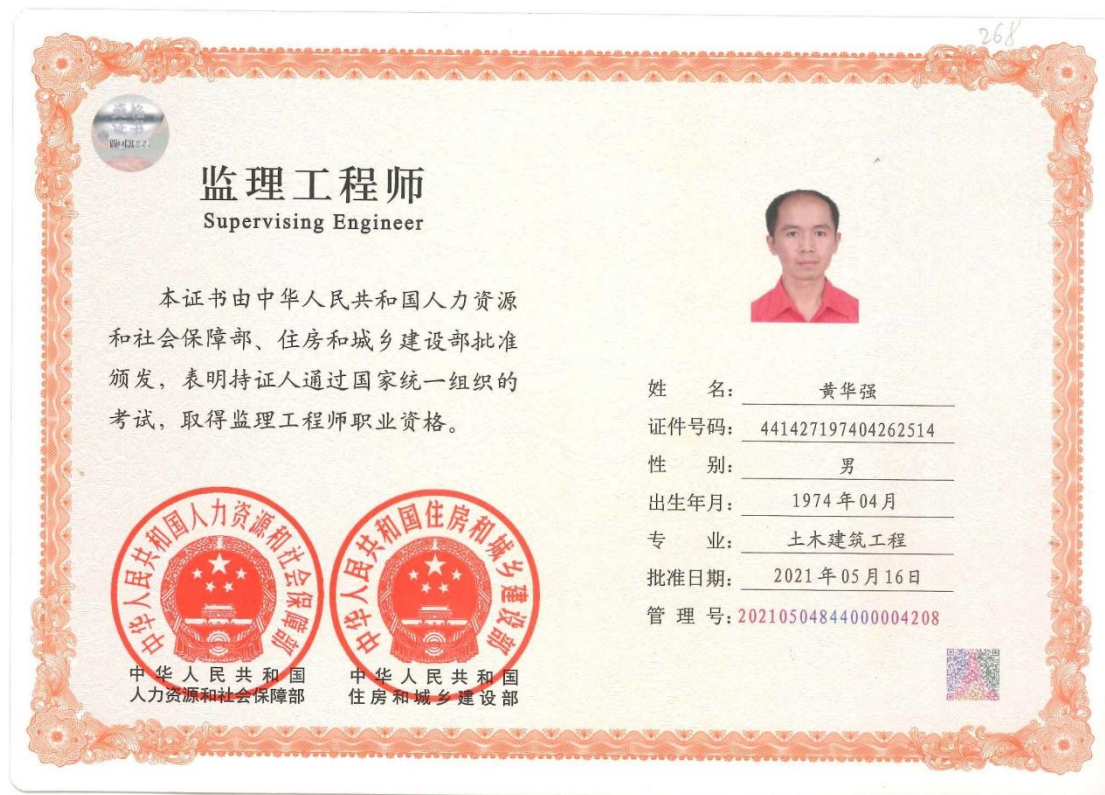 268
资格
证书
监理工程师
Supervising Engineer
本证书由中华人民共和国人力资源
和社会保障部、住房和城乡建设部批准
颁发，表明持证人通过国家统一组织的
考试，取得监理工程师职业资格。
中华人民共和国人力资源和社会保障部
中华人民共和国
人力资源和社会保障部
中华人民共和国住房和城乡建设部
中华人民共和国
住房和城乡建设部
姓 名： 黄华强
证件号码： 441427197404262514
性 别： 男
出生年月： 1974年04月
专 业： 土木建筑工程
批准日期： 2021年05月16日
管 理 号：20210504844000004208